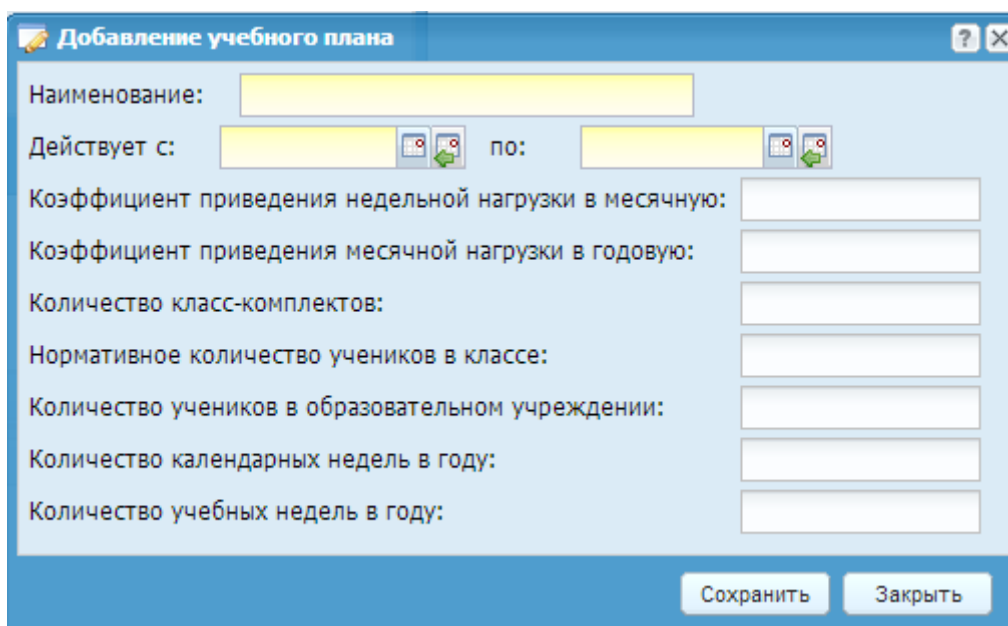 Добавление учебного плана
Наименование:
Действует с: по:
Коэффициент приведения недельной нагрузки в месячную:
Коэффициент приведения месячной нагрузки в годовую:
Количество класс-комплектов:
Нормативное количество учеников в классе:
Количество учеников в образовательном учреждении:
Количество календарных недель в году:
Количество учебных недель в году:
Сохранить Закрыть